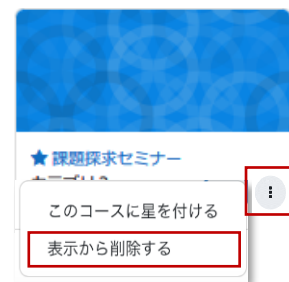 課題探求セミナー
このコースに星を付ける
表示から削除する